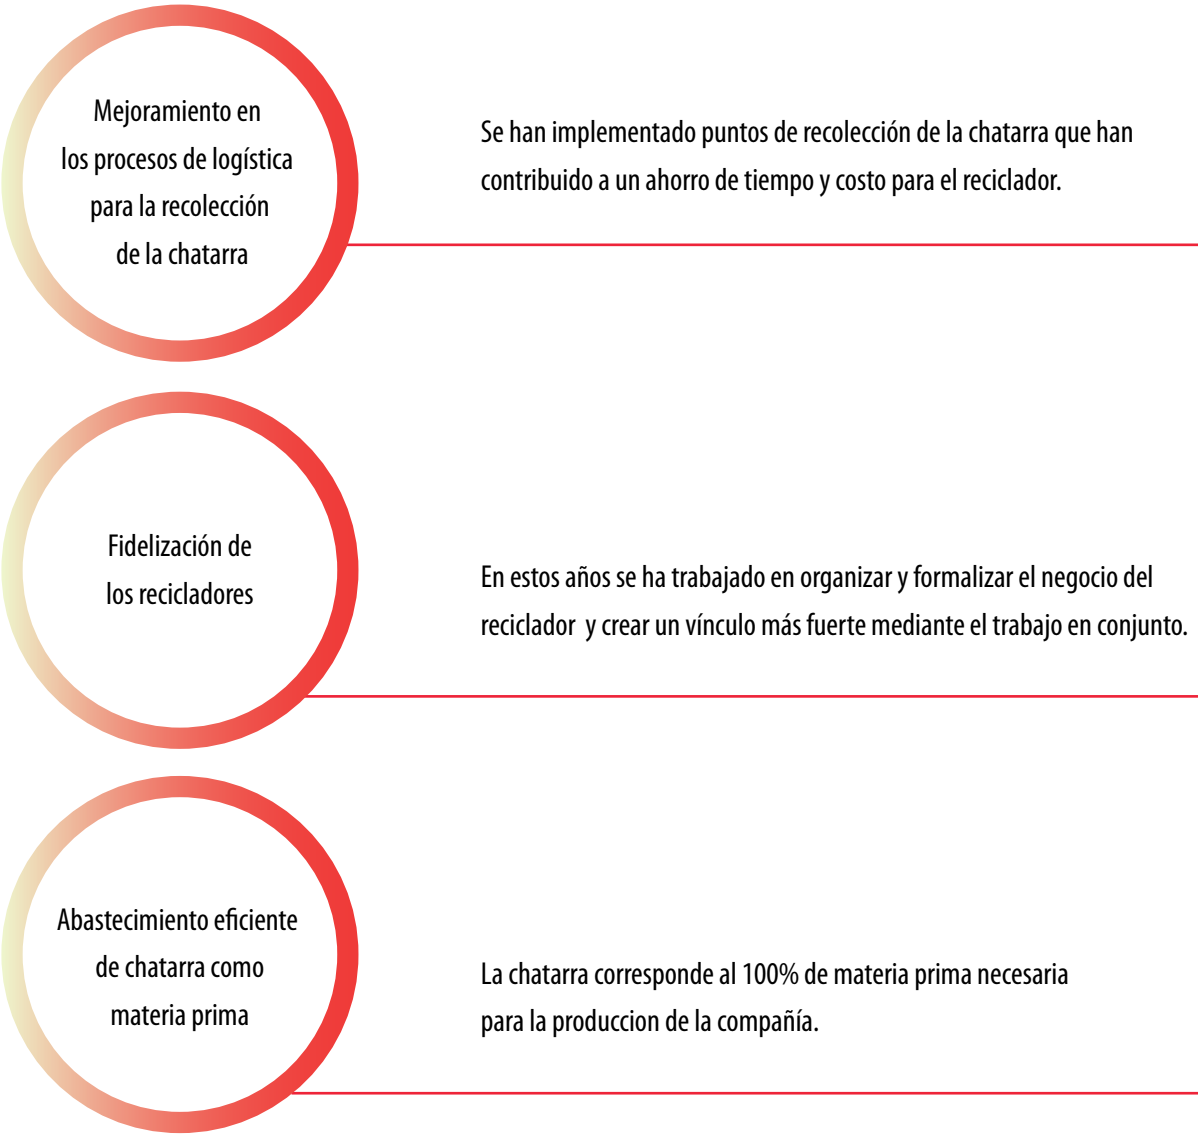 Mejoramiento en
los procesos de logística
para la recolección
de la chatarra
Se han implementado puntos de recolección de la chatarra que han
contribuido a un ahorro de tiempo y costo para el reciclador.
Fidelización de
los recicladores
En estos años se ha trabajado en organizar y formalizar el negocio del
reciclador y crear un vínculo más fuerte mediante el trabajo en conjunto.
Abastecimiento eficiente
de chatarra como
materia prima
La chatarra corresponde al 100% de materia prima necesaria
para la produccion de la compañía.